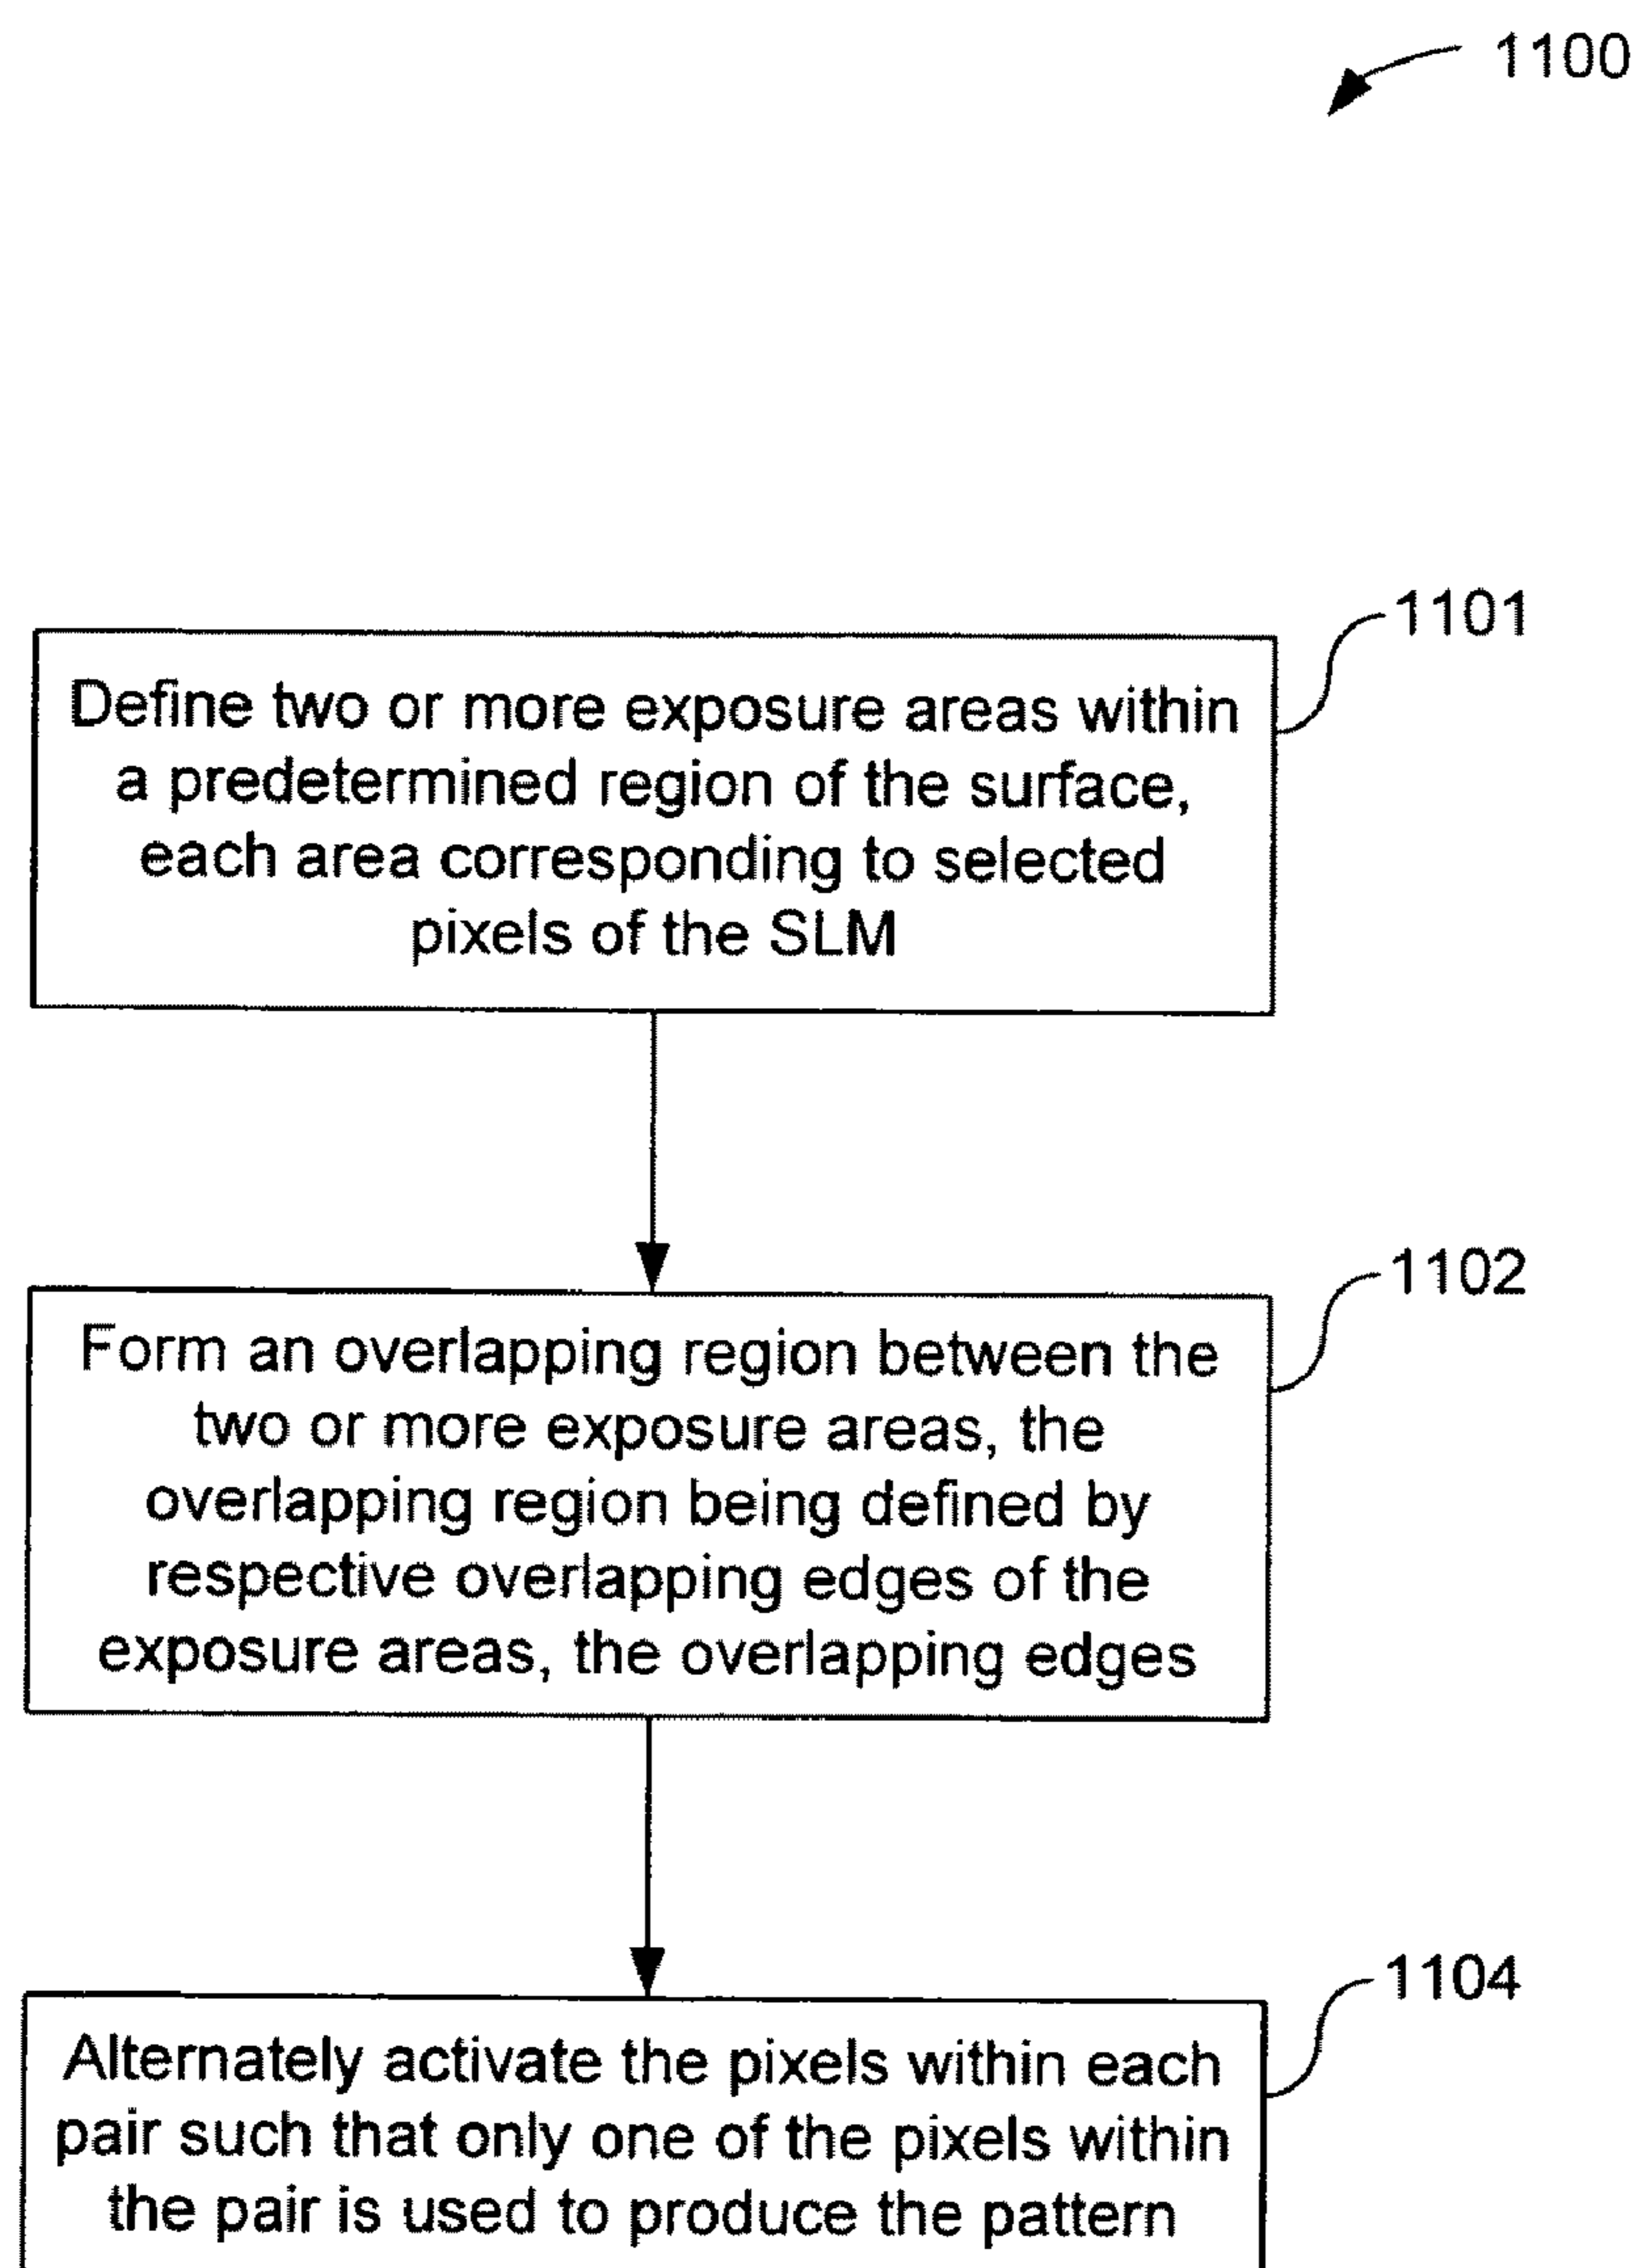 1100
1101
Define two or more exposure areas within
a predetermined region of the surface,
each area corresponding to selected
pixels of the SLM
1102
Form an overlapping region between the
two or more exposure areas, the
overlapping region being defined by
respective overlapping edges of the
exposure areas, the overlapping edges
1104
Alternately activate the pixels within each
pair such that only one of the pixels within
the pair is used to produce the pattern